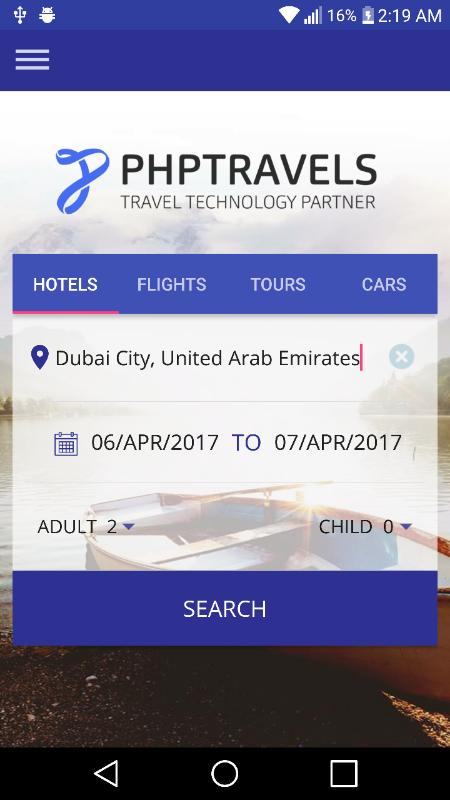 16% 2:19 AM
PHPTRAVELS
TRAVEL TECHNOLOGY PARTNER
HOTELS FLIGHTS TOURS CARS
Dubai City, United Arab Emirates
06/APR/2017 TO 07/APR/2017
ADULT 2 CHILD 0
SEARCH